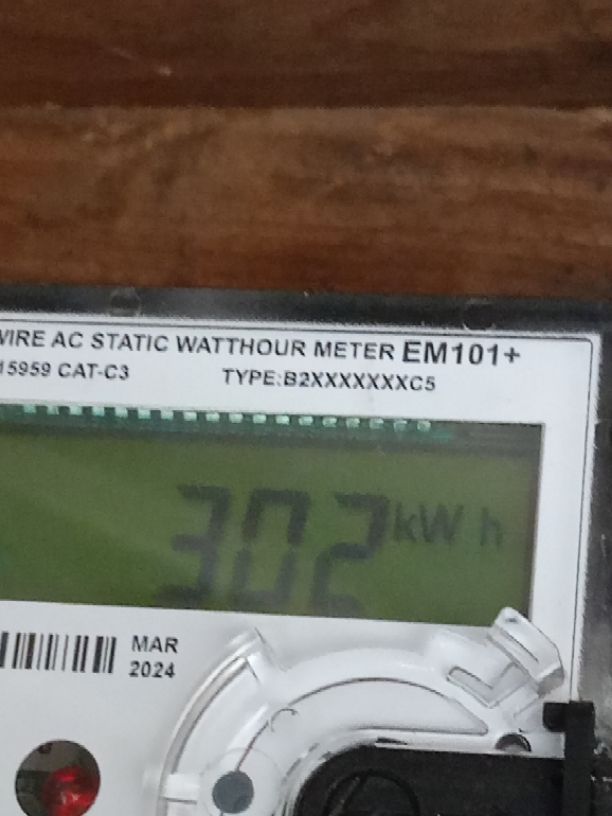 WIRE AC STATIC WATTHOUR METER EM101+
15959 CAT-C3 TYPE:B2XXXXXXXC5
302 kWh
MAR
2024